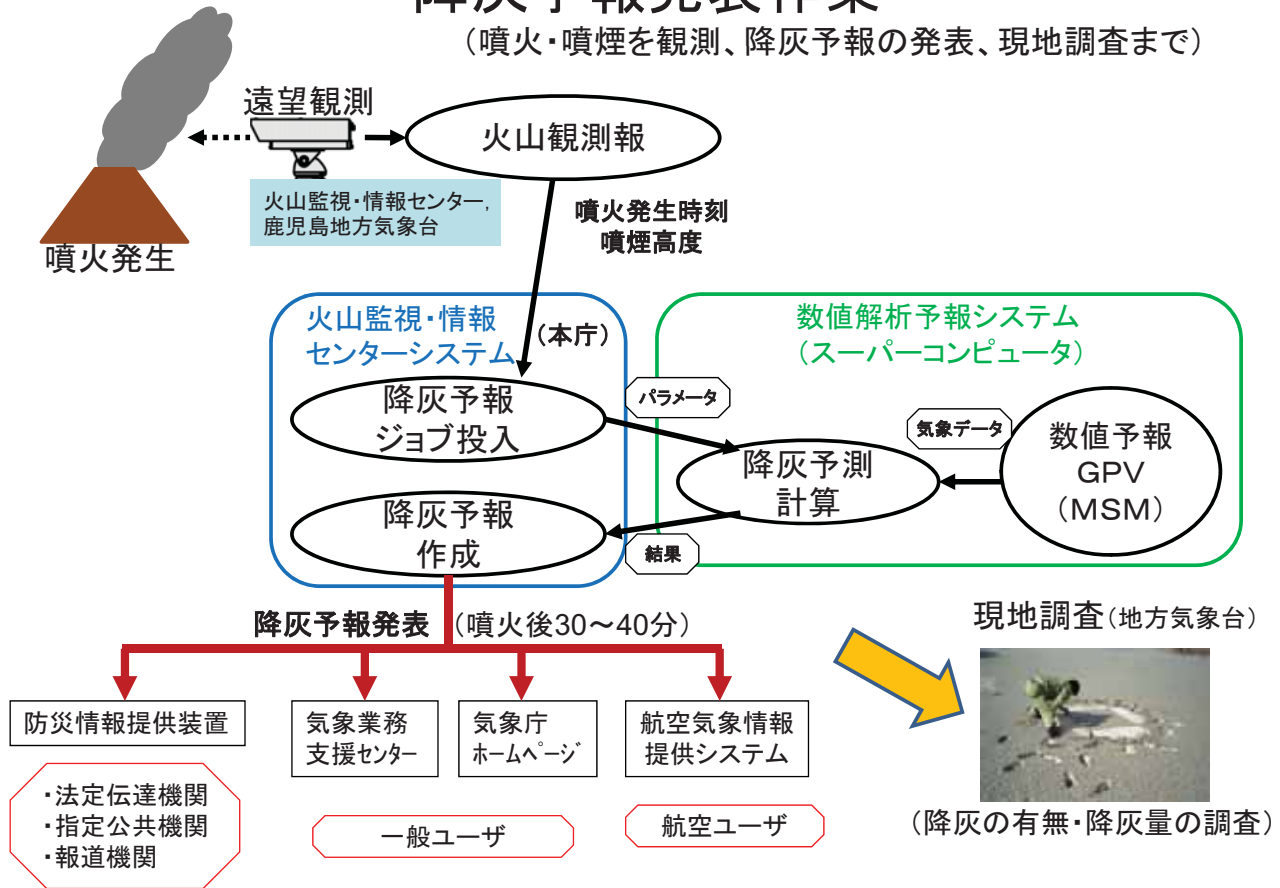 降灰予報発表作業
（噴火・噴煙を観測、降灰予報の発表、現地調査まで）
遠望観測
火山観測報
火山監視・情報センター,
鹿児島地方気象台
噴火発生
噴火発生時刻
噴煙高度
火山監視・情報
センターシステム
（本庁）
数値解析予報システム
（スーパーコンピュータ）
降灰予報
ジョブ投入
パラメータ
気象データ
数値予報
GPV
（MSM）
降灰予測
計算
降灰予報
作成
結果
降灰予報発表（噴火後30～40分）
現地調査（地方気象台）
防災情報提供装置
気象業務
支援ｾﾝﾀｰ
気象庁
ﾎｰﾑﾍﾟｰｼﾞ
航空気象情報
提供システム
・法定伝達機関
・指定公共機関
・報道機関
一般ユーザ
航空ユーザ
（降灰の有無・降灰量の調査）